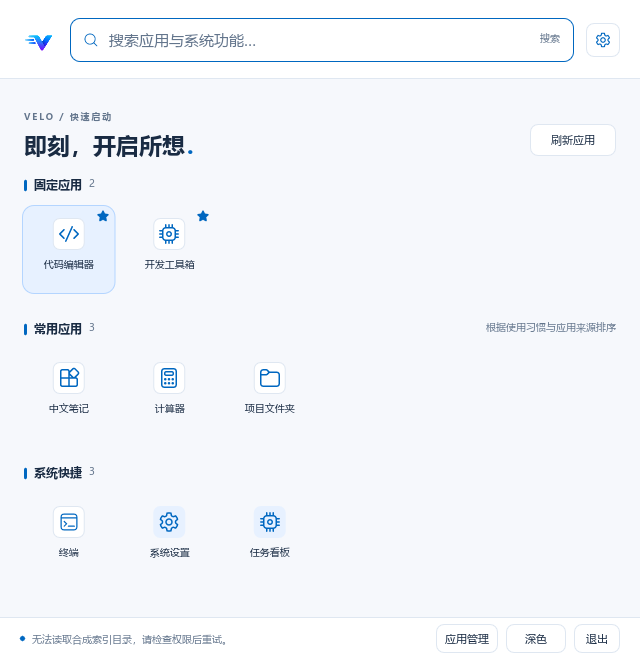 搜索应用与系统功能...
搜索
VELO / 快速启动
即刻，开启所想.
刷新应用
固定应用 2
代码编辑器
开发工具箱
常用应用 3
根据使用习惯与应用来源排序
中文笔记
计算器
项目文件夹
系统快捷 3
终端
系统设置
任务看板
无法读取合成索引目录，请检查权限后重试。
应用管理
深色
退出